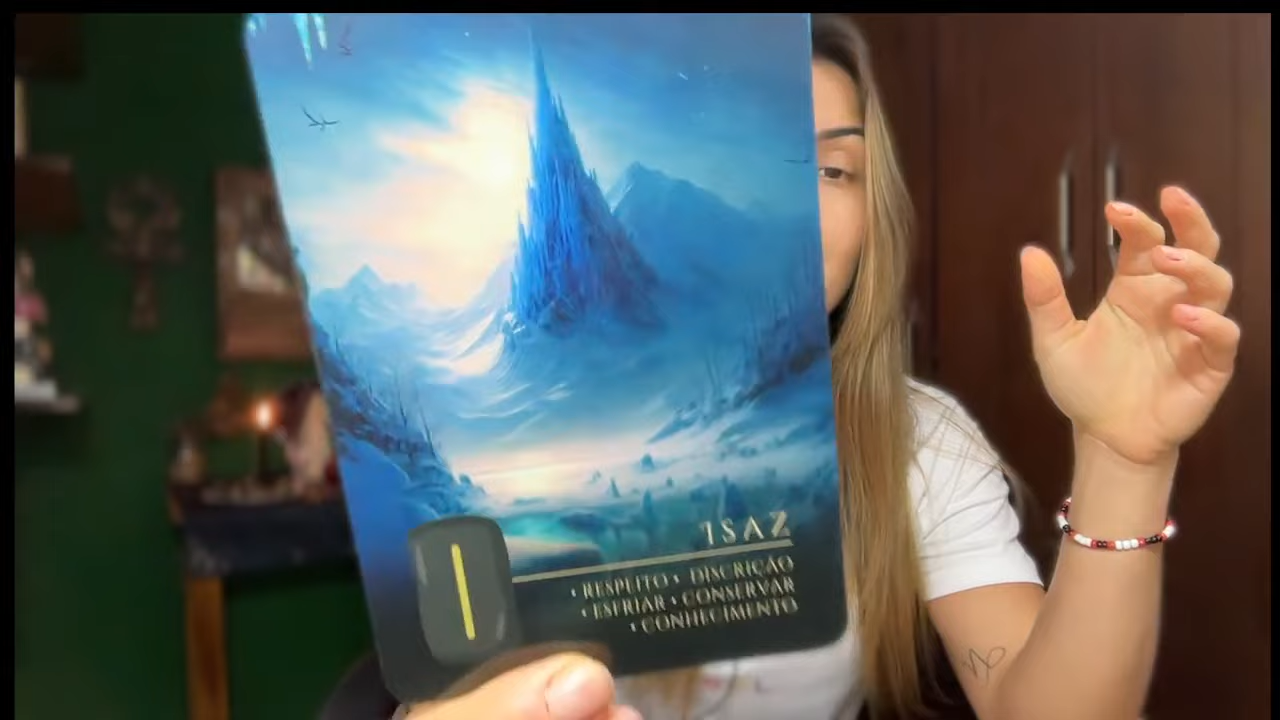 ISAZ
• RESPEITO • DISCRIÇÃO
• ESFRIAR • CONSERVAR
• CONHECIMENTO